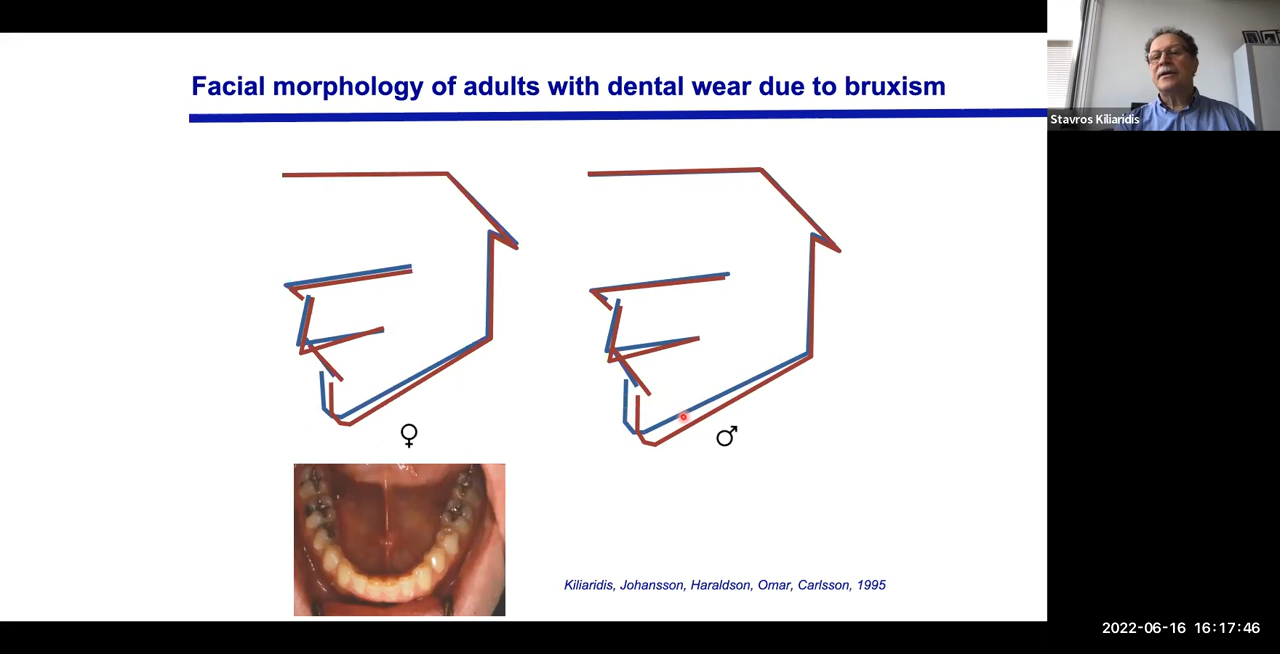 Facial morphology of adults with dental wear due to bruxism
Stavros Kiliaridis
♀
♂
Kiliaridis, Johansson, Haraldson, Omar, Carlsson, 1995
2022-06-16 16:17:46